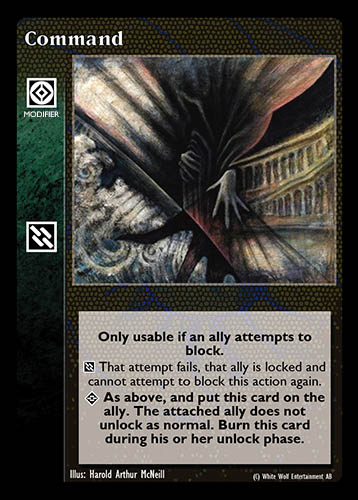 Command
MODIFIER
Only usable if an ally attempts to
block.
That attempt fails, that ally is locked and
cannot attempt to block this action again.
As above, and put this card on the
ally. The attached ally does not
unlock as normal. Burn this card
during his or her unlock phase.
Illus: Harold Arthur McNeill
(C) White Wolf Entertainment AB